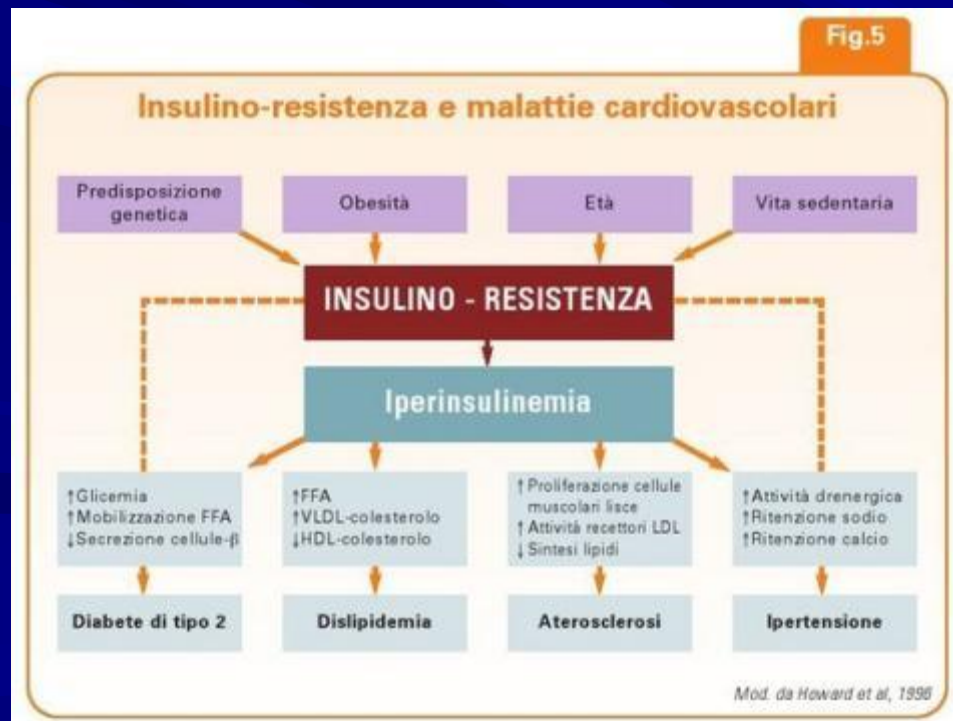 Fig.5
Insulino-resistenza e malattie cardiovascolari
Predisposizione
genetica
Obesità
Età
Vita sedentaria
INSULINO - RESISTENZA
Iperinsulinemia
↑Glicemia
↑Mobilizzazione FFA
↓Secrezione cellule-β
↑FFA
↑VLDL-colesterolo
↓HDL-colesterolo
↑Proliferazione cellule
muscolari lisce
↑Attività recettori LDL
↓Sintesi lipidi
↑Attività drenergica
↑Ritenzione sodio
↑Ritenzione calcio
Diabete di tipo 2
Dislipidemia
Aterosclerosi
Ipertensione
Mod. da Howard et al, 1996